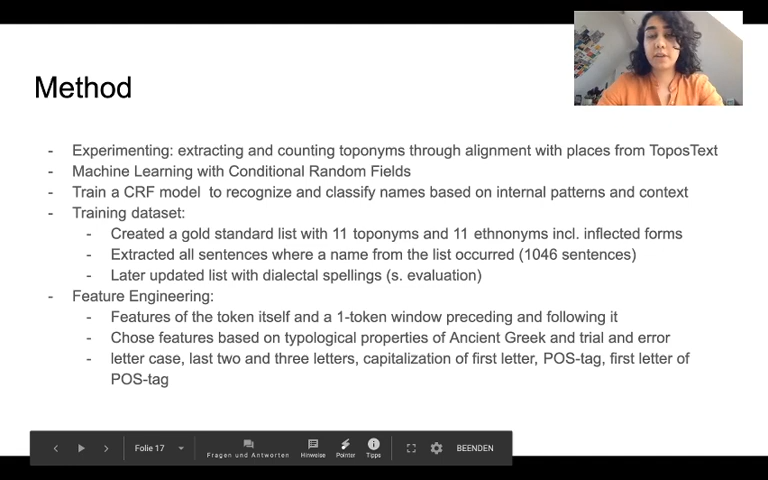 Method
- Experimenting: extracting and counting toponyms through alignment with places from ToposText
- Machine Learning with Conditional Random Fields
- Train a CRF model to recognize and classify names based on internal patterns and context
- Training dataset:
- Created a gold standard list with 11 toponyms and 11 ethnonyms incl. inflected forms
- Extracted all sentences where a name from the list occurred (1046 sentences)
- Later updated list with dialectal spellings (s. evaluation)
- Feature Engineering:
- Features of the token itself and a 1-token window preceding and following it
- Chose features based on typological properties of Ancient Greek and trial and error
- letter case, last two and three letters, capitalization of first letter, POS-tag, first letter of
POS-tag
Folie 17 Fragen und Antworten Hinweise Pointer Tipps BEENDEN